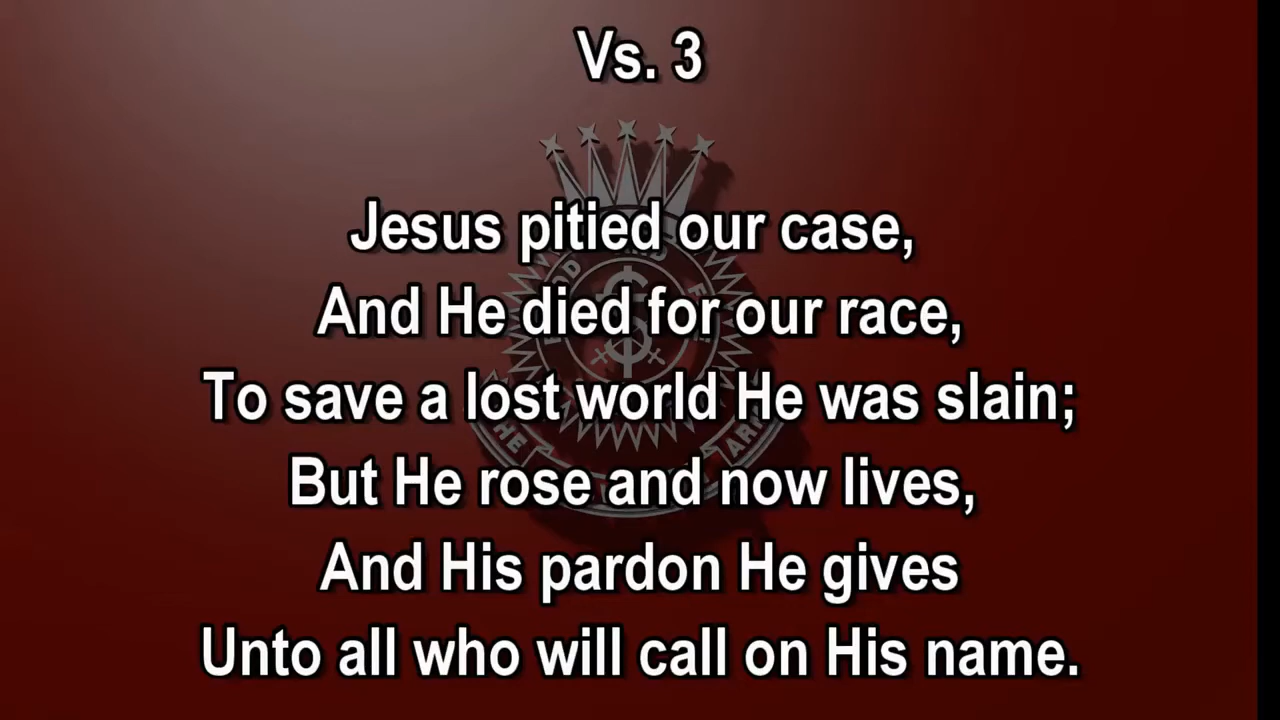 Vs. 3
Jesus pitied our case,
And He died for our race,
To save a lost world He was slain;
But He rose and now lives,
And His pardon He gives
Unto all who will call on His name.